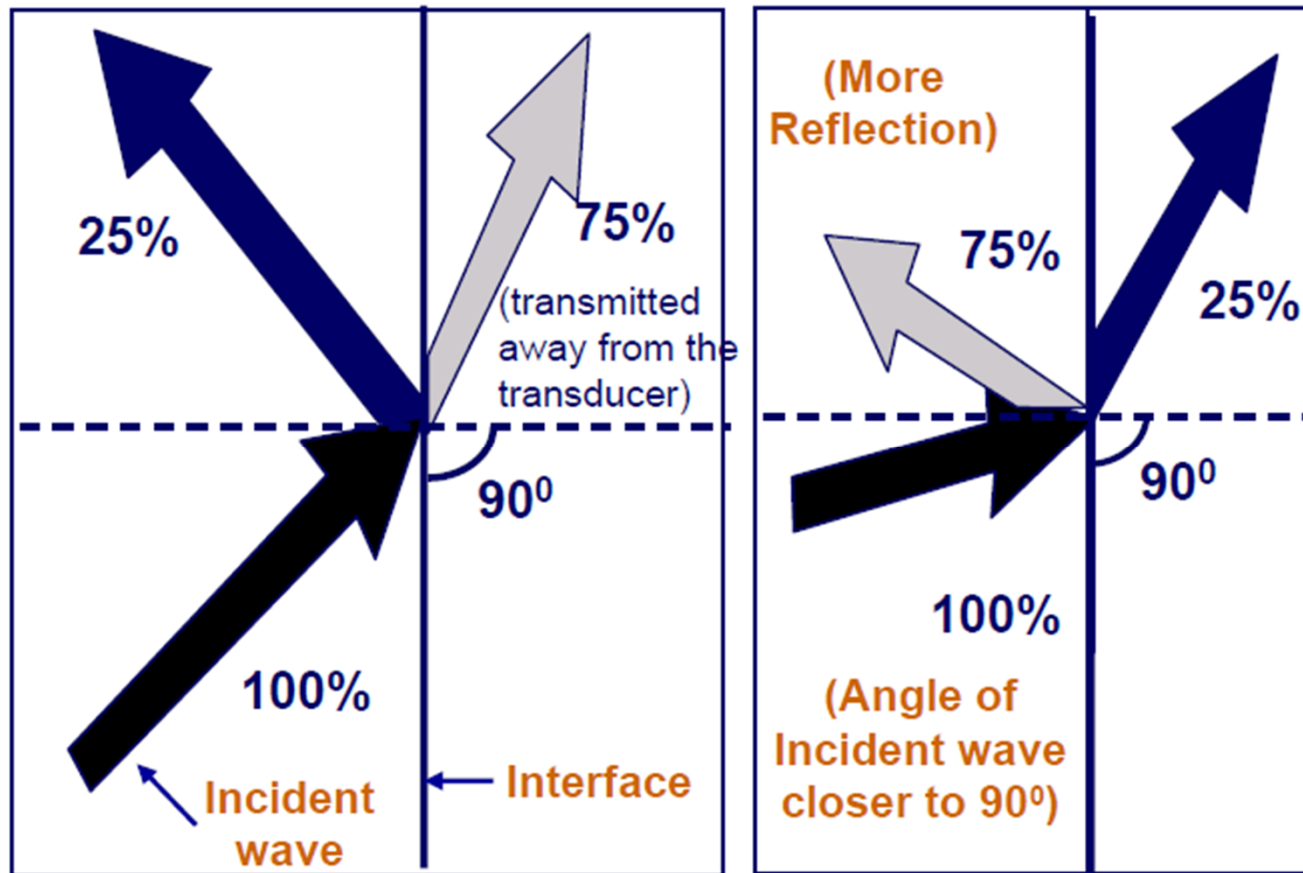 25%
75%
(transmitted
away from the
transducer)
90⁰
100%
Incident
wave
Interface
(More
Reflection)
75%
25%
90⁰
100%
(Angle of
Incident wave
closer to 90⁰)